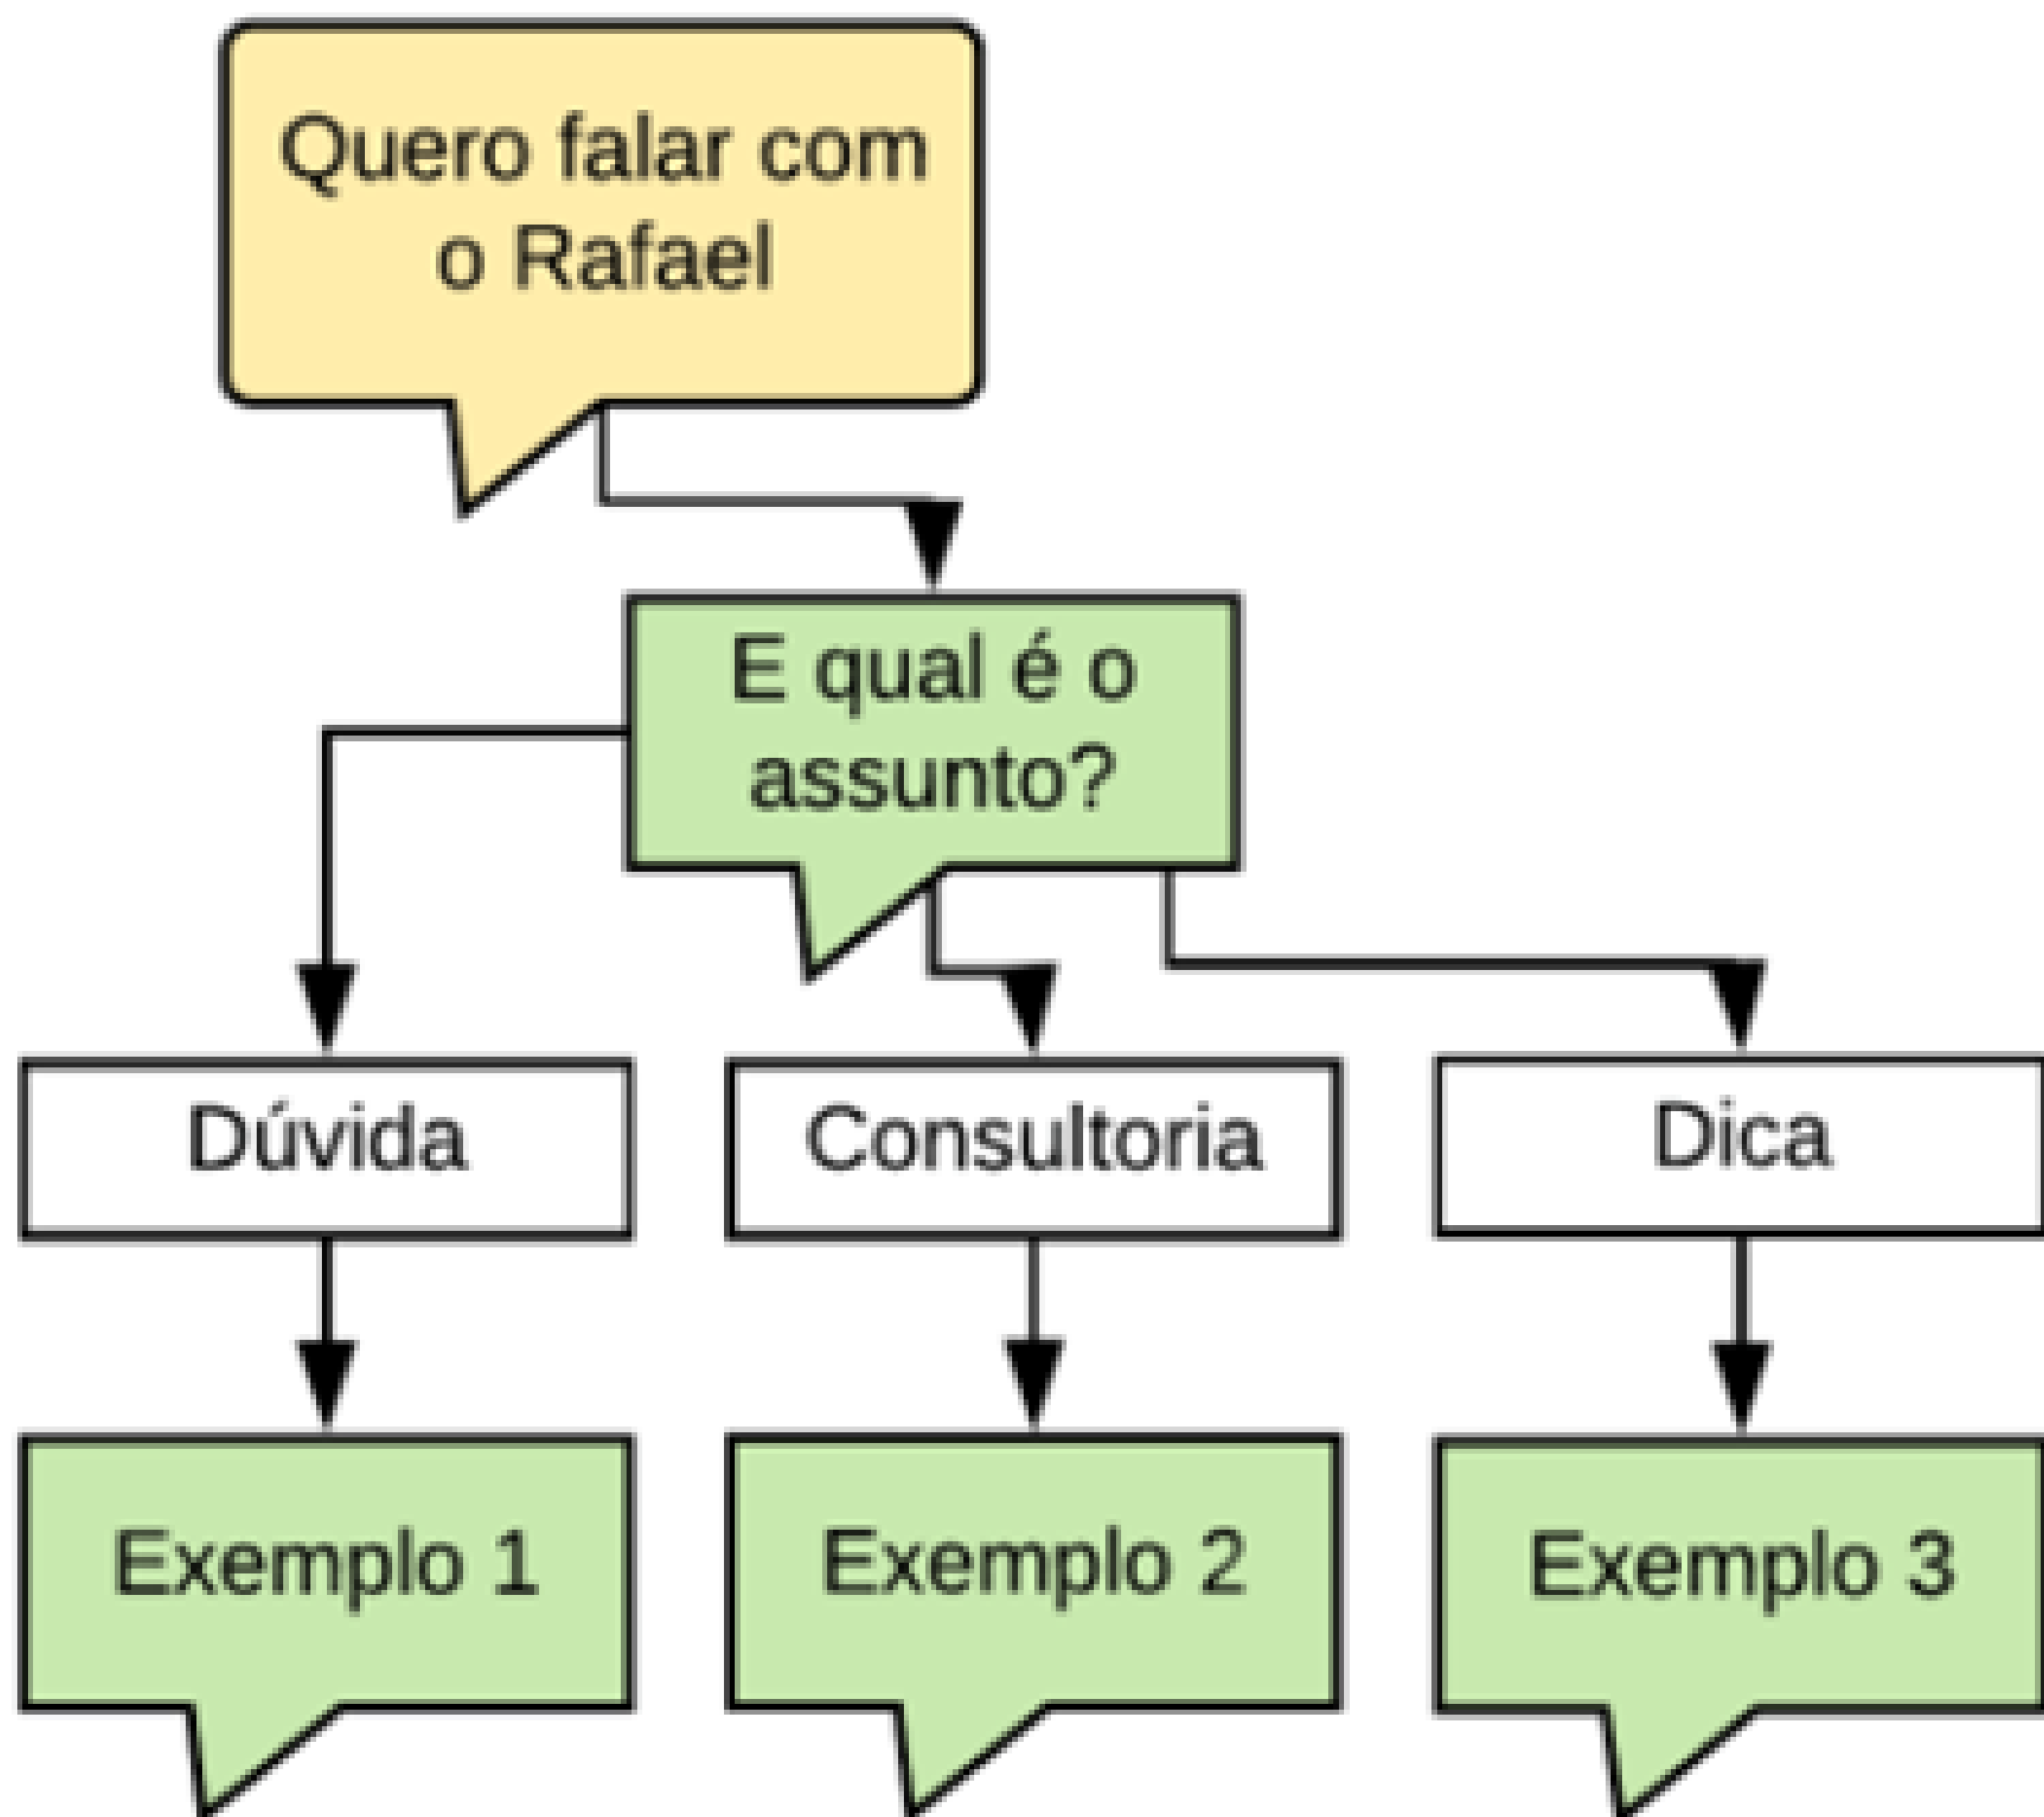 Quero falar com
o Rafael
E qual é o
assunto?
Dúvida
Consultoria
Dica
Exemplo 1
Exemplo 2
Exemplo 3